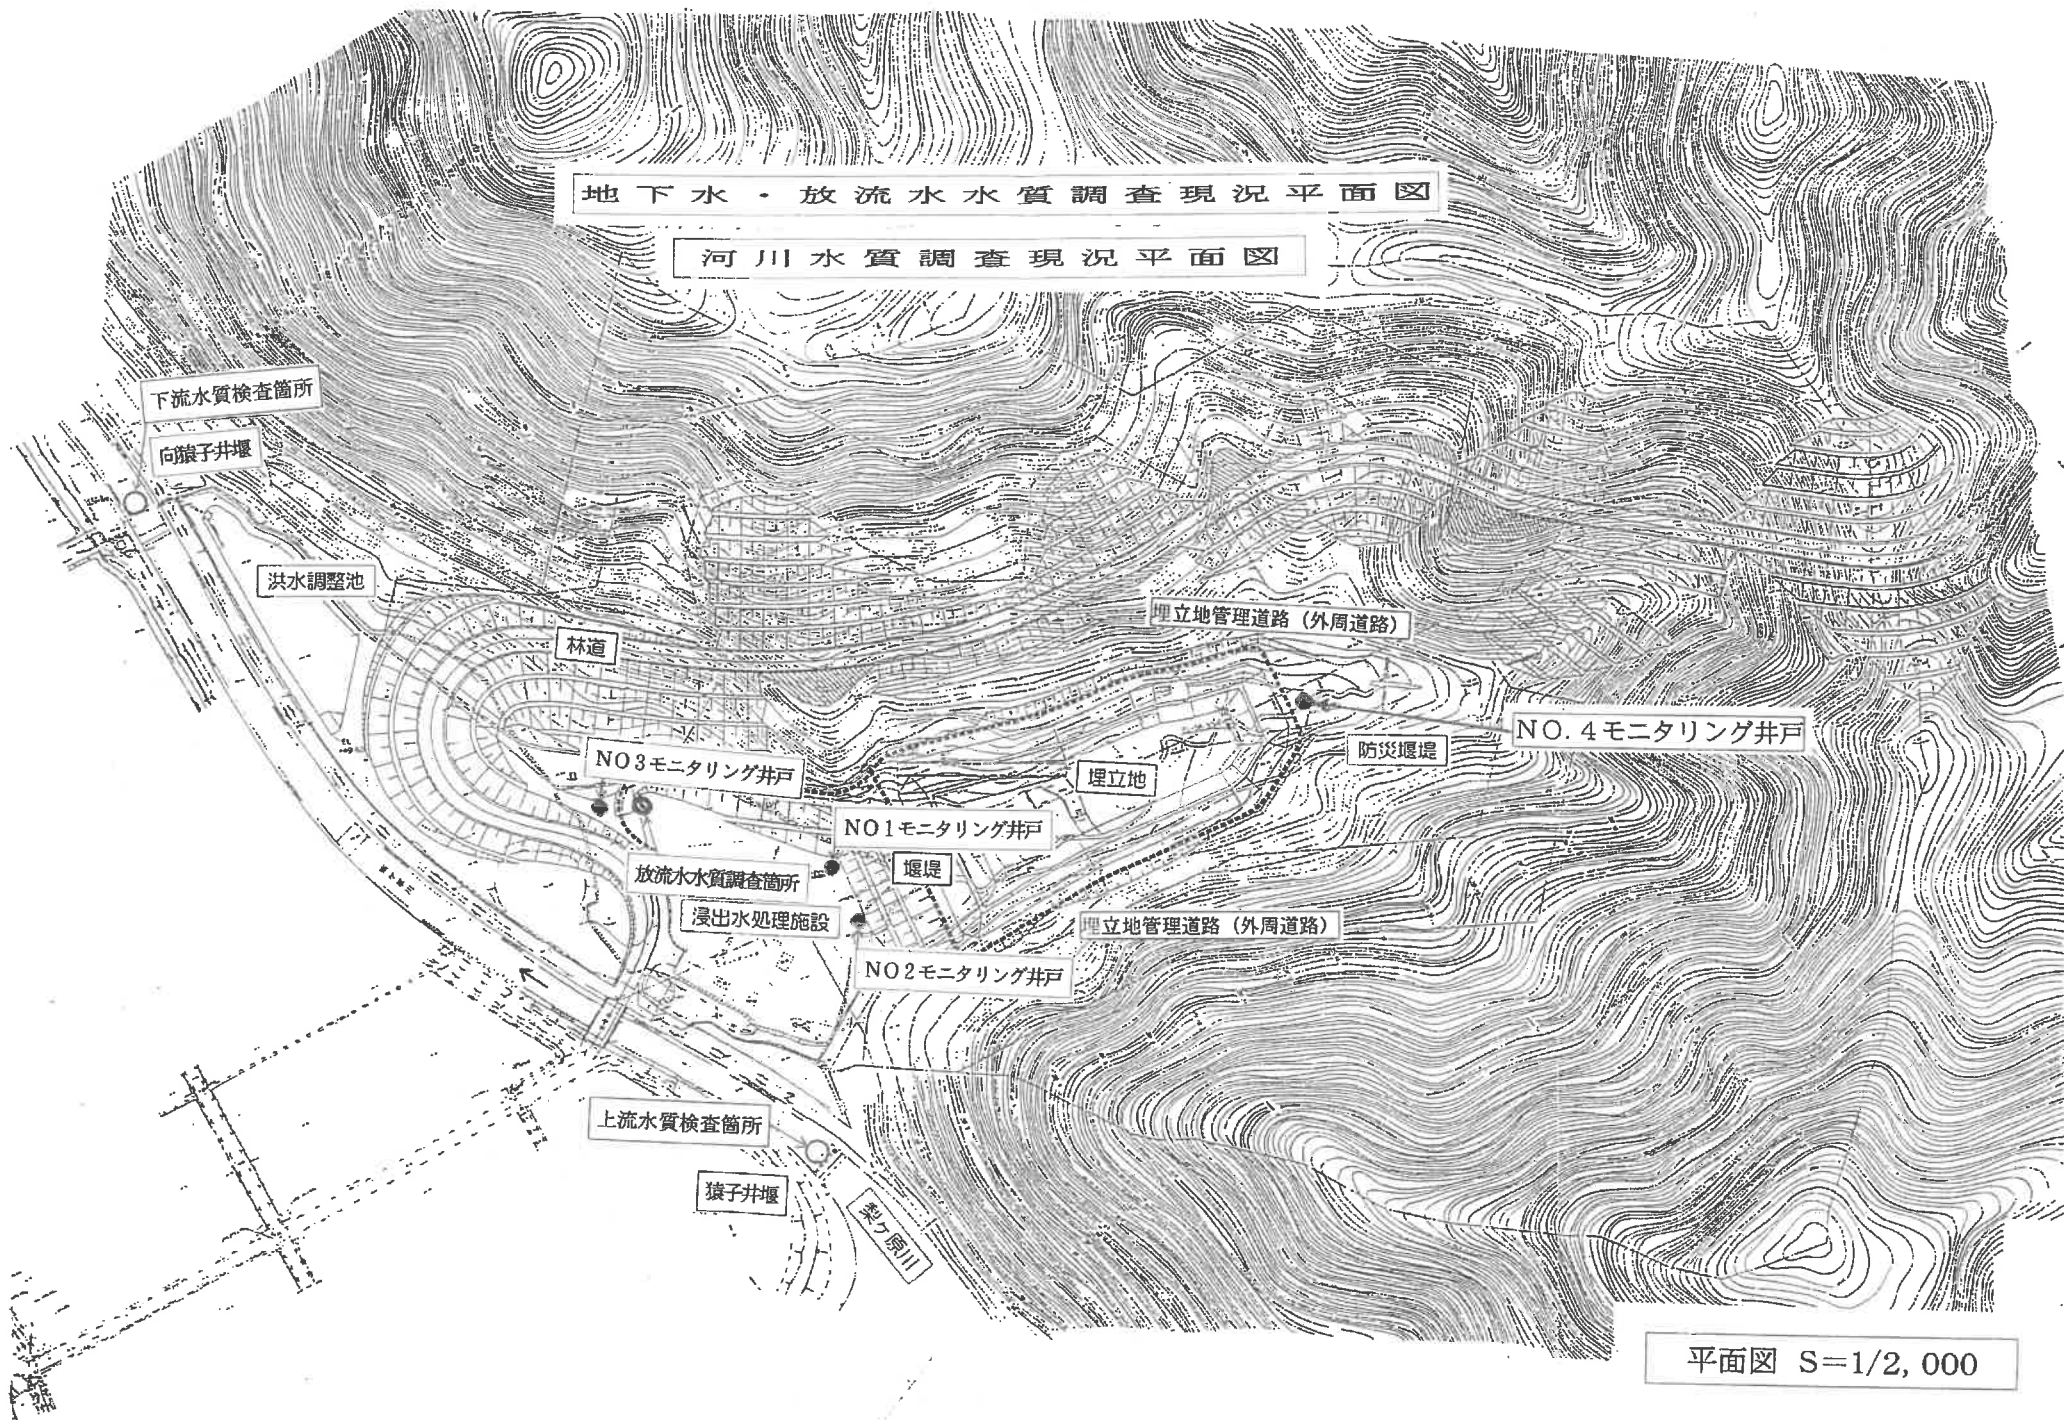 地下水・放流水水質調査現況平面図
河川水質調査現況平面図
下流水質検査箇所
向猿子井堰
洪水調整池
林道
埋立地管理道路（外周道路）
NO.4モニタリング井戸
防災堰堤
NO3モニタリング井戸
埋立地
NO1モニタリング井戸
堰堤
放流水水質調査箇所
浸出水処理施設
埋立地管理道路（外周道路）
NO2モニタリング井戸
上流水質検査箇所
猿子井堰
梨ケ原川
平面図 S=1/2,000